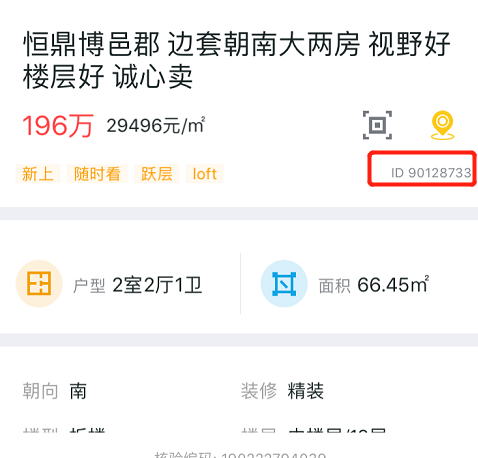 恒鼎博邑郡 边套朝南大两房 视野好
楼层好 诚心卖
196万 29496元/㎡
新上 随时看 跃层 loft ID 90128733
户型 2室2厅1卫 面积 66.45㎡
朝向 南 装修 精装